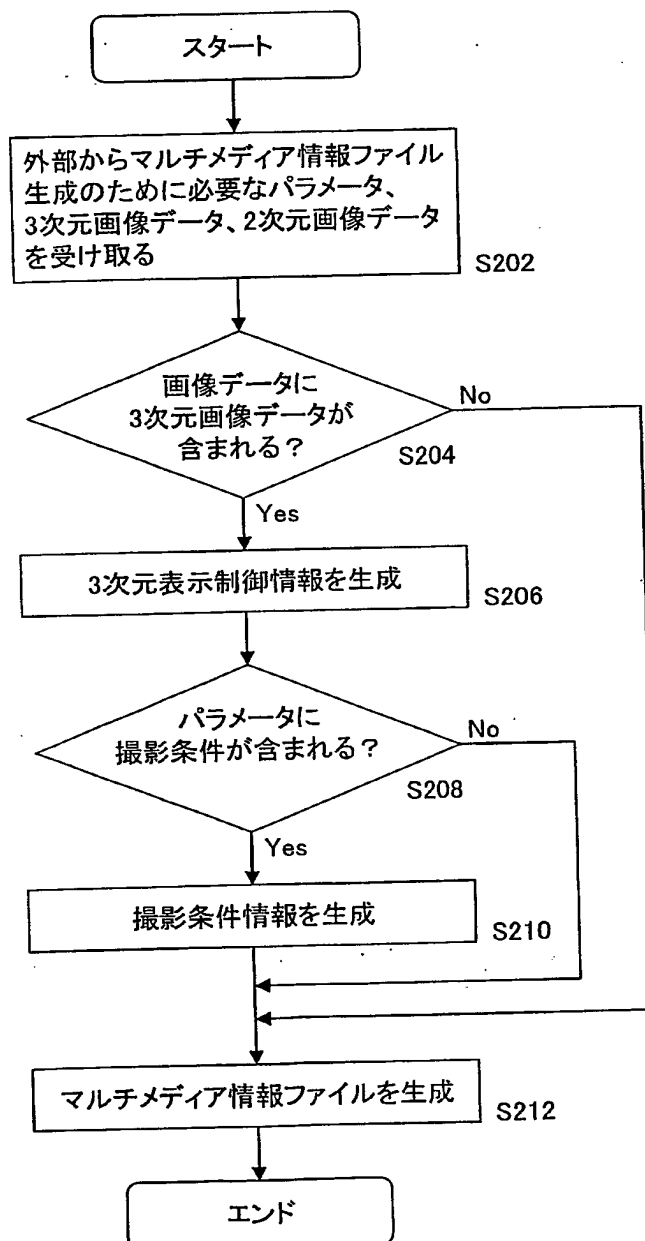 スタート
外部からマルチメディア情報ファイル
生成のために必要なパラメータ、
3次元画像データ、2次元画像データ
を受け取る
S202
画像データに
3次元画像データが
含まれる?
No
S204
Yes
3次元表示制御情報を生成
S206
パラメータに
撮影条件が含まれる?
No
S208
Yes
撮影条件情報を生成
S210
マルチメディア情報ファイルを生成
S212
エンド